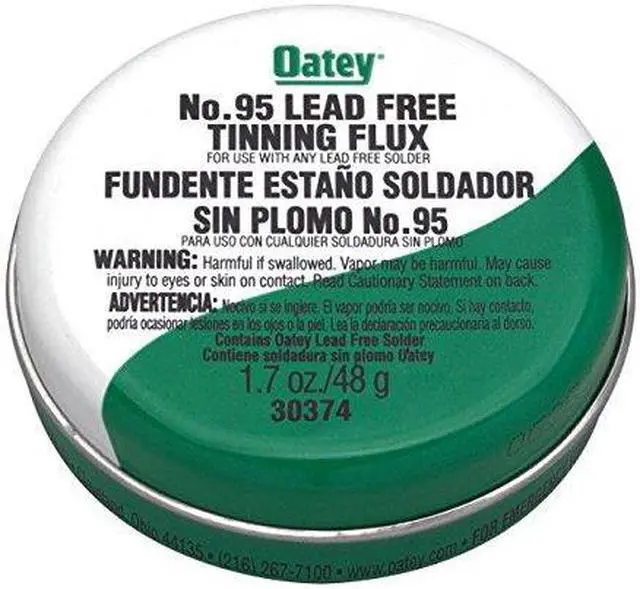 Oatey
No.95 LEAD FREE
TINNING FLUX
FOR USE WITH ANY LEAD FREE SOLDER
FUNDENTE ESTAÑO SOLDADOR
SIN PLOMO No.95
PARA USO CON CUALQUIER SOLDADURA SIN PLOMO
WARNING: Harmful if swallowed. Vapor may be harmful. May cause
injury to eyes or skin on contact. Read Cautionary Statement on back.
ADVERTENCIA: Nocivo si se ingiere. El vapor podría ser nocivo. Si hay contacto,
podría ocasionar lesiones en los ojos o la piel. Lea la declaración precaucionaria al dorso.
Contains Oatey Lead Free Solder
Contiene soldadura sin plomo Oatey
1.7 oz./48 g
30374
Ohio 44135 • (216) 267-7100 • www.oatey.com • FOR EMERGENC